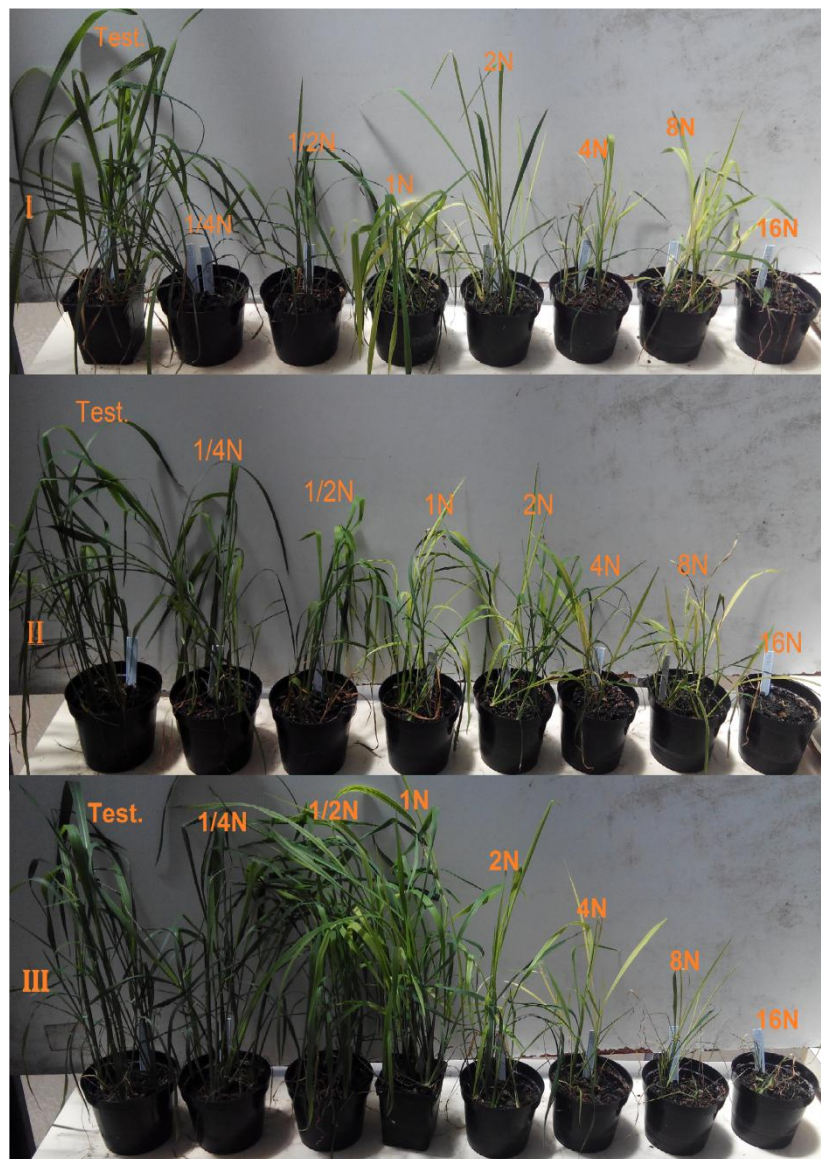 Test.
1/4N
1/2N
1N
2N
4N
8N
16N
I
Test.
1/4N
1/2N
1N
2N
4N
8N
16N
II
Test.
1/4N
1/2N
1N
2N
4N
8N
16N
III